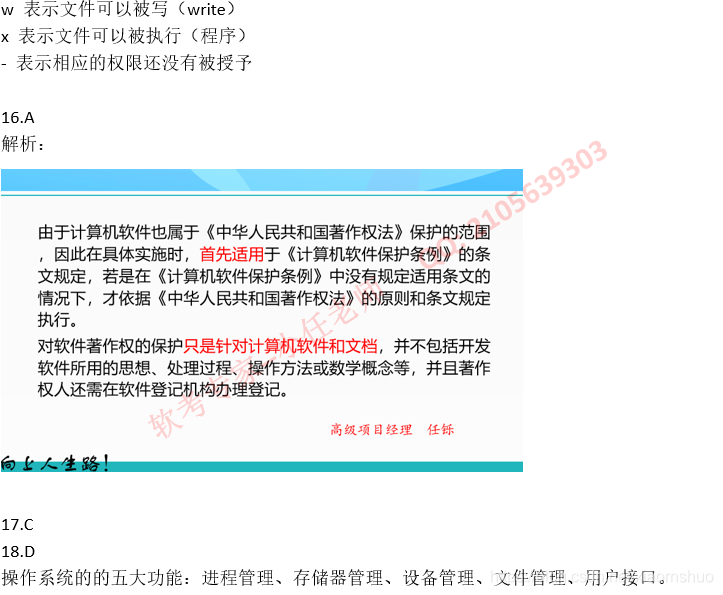 w 表示文件可以被写（write）
x 表示文件可以被执行（程序）
- 表示相应的权限还没有被授予
16.A
解析：
由于计算机软件也属于《中华人民共和国著作权法》保护的范围
，因此在具体实施时，首先适用于《计算机软件保护条例》的条
文规定，若是在《计算机软件保护条例》中没有规定适用条文的
情况下，才依据《中华人民共和国著作权法》的原则和条文规定
执行。
对软件著作权的保护只是针对计算机软件和文档，并不包括开发
软件所用的思想、处理过程、操作方法或数学概念等，并且著作
权人还需在软件登记机构办理登记。
高级项目经理 任铄
向上人生路！
17.C
18.D
操作系统的的五大功能：进程管理、存储器管理、设备管理、文件管理、用户接口。